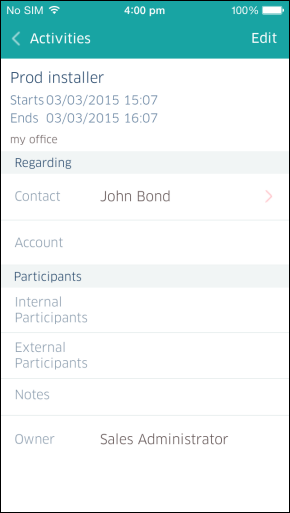 No SIM 4:00 pm 100%
Activities Edit
Prod installer
Starts 03/03/2015 15:07
Ends 03/03/2015 16:07
my office
Regarding
Contact John Bond
Account
Participants
Internal
Participants
External
Participants
Notes
Owner Sales Administrator